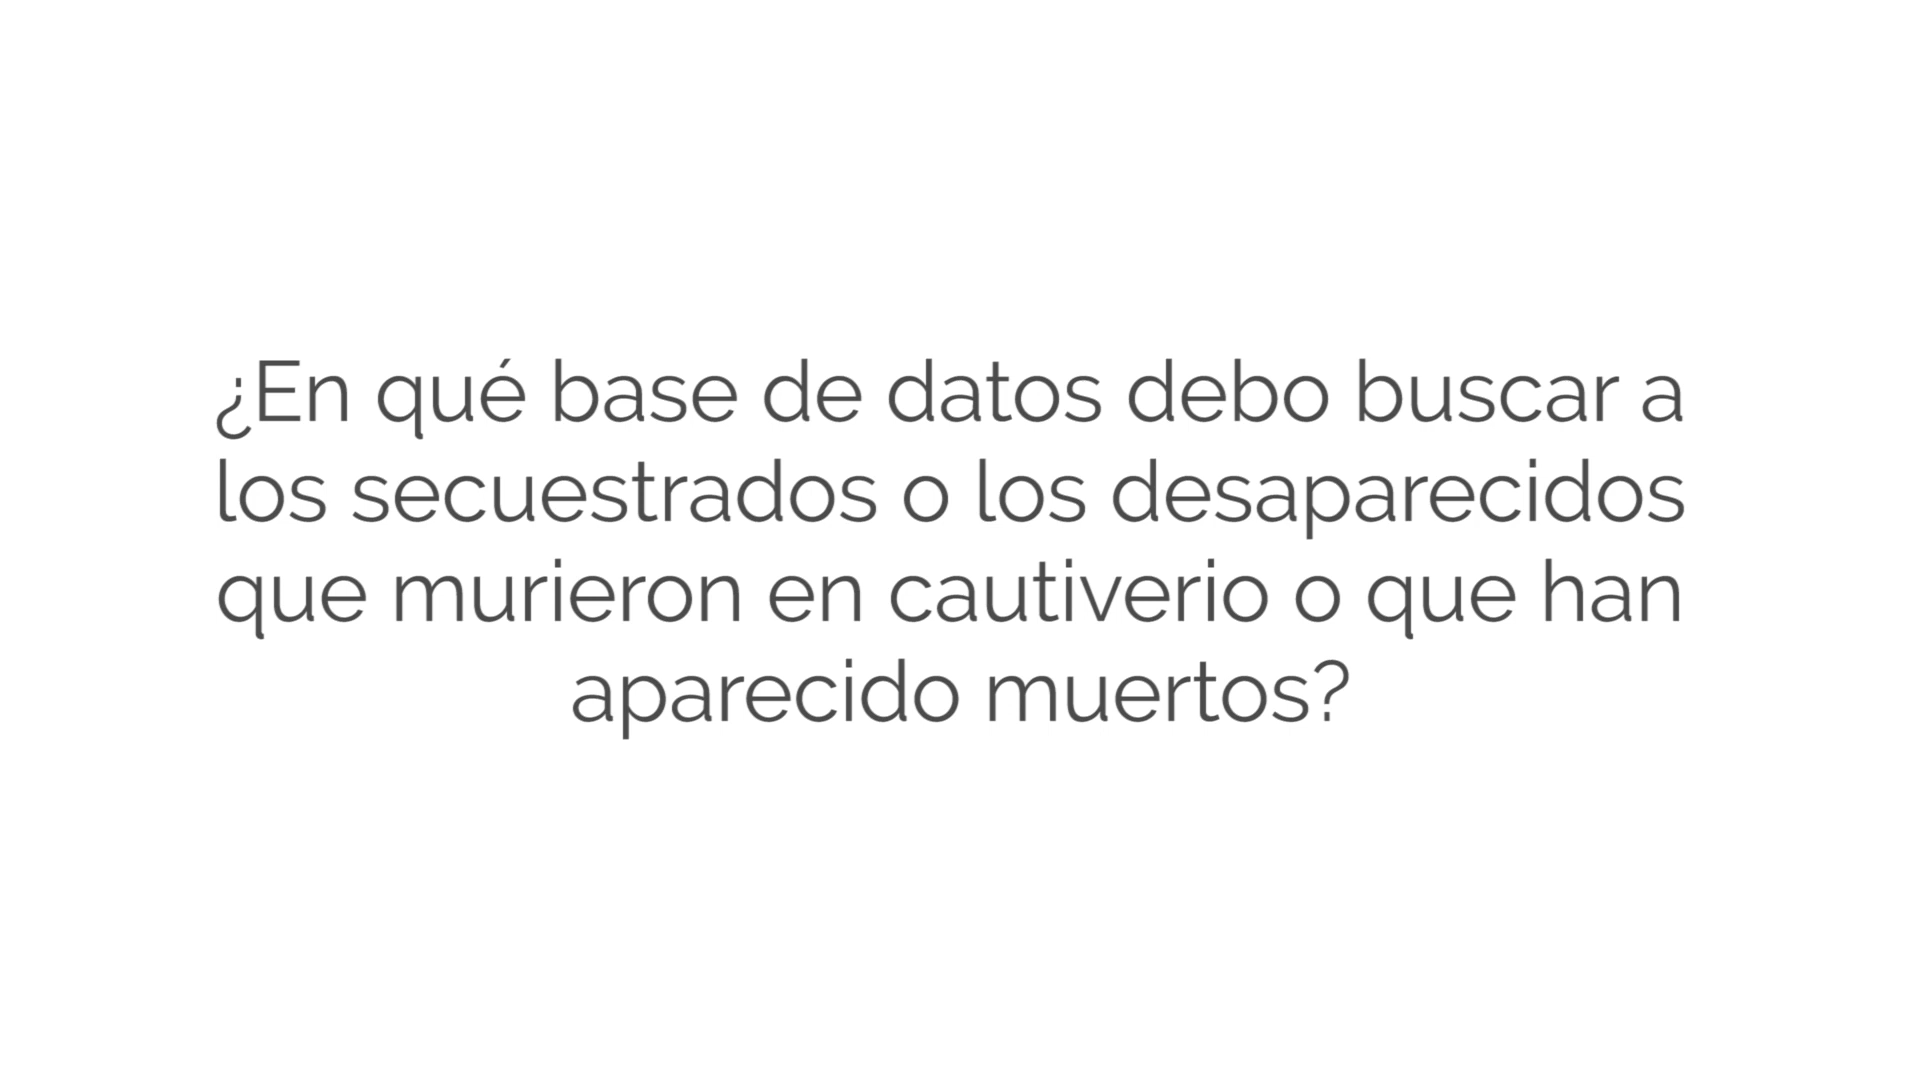 ¿En qué base de datos debo buscar a
los secuestrados o los desaparecidos
que murieron en cautiverio o que han
aparecido muertos?